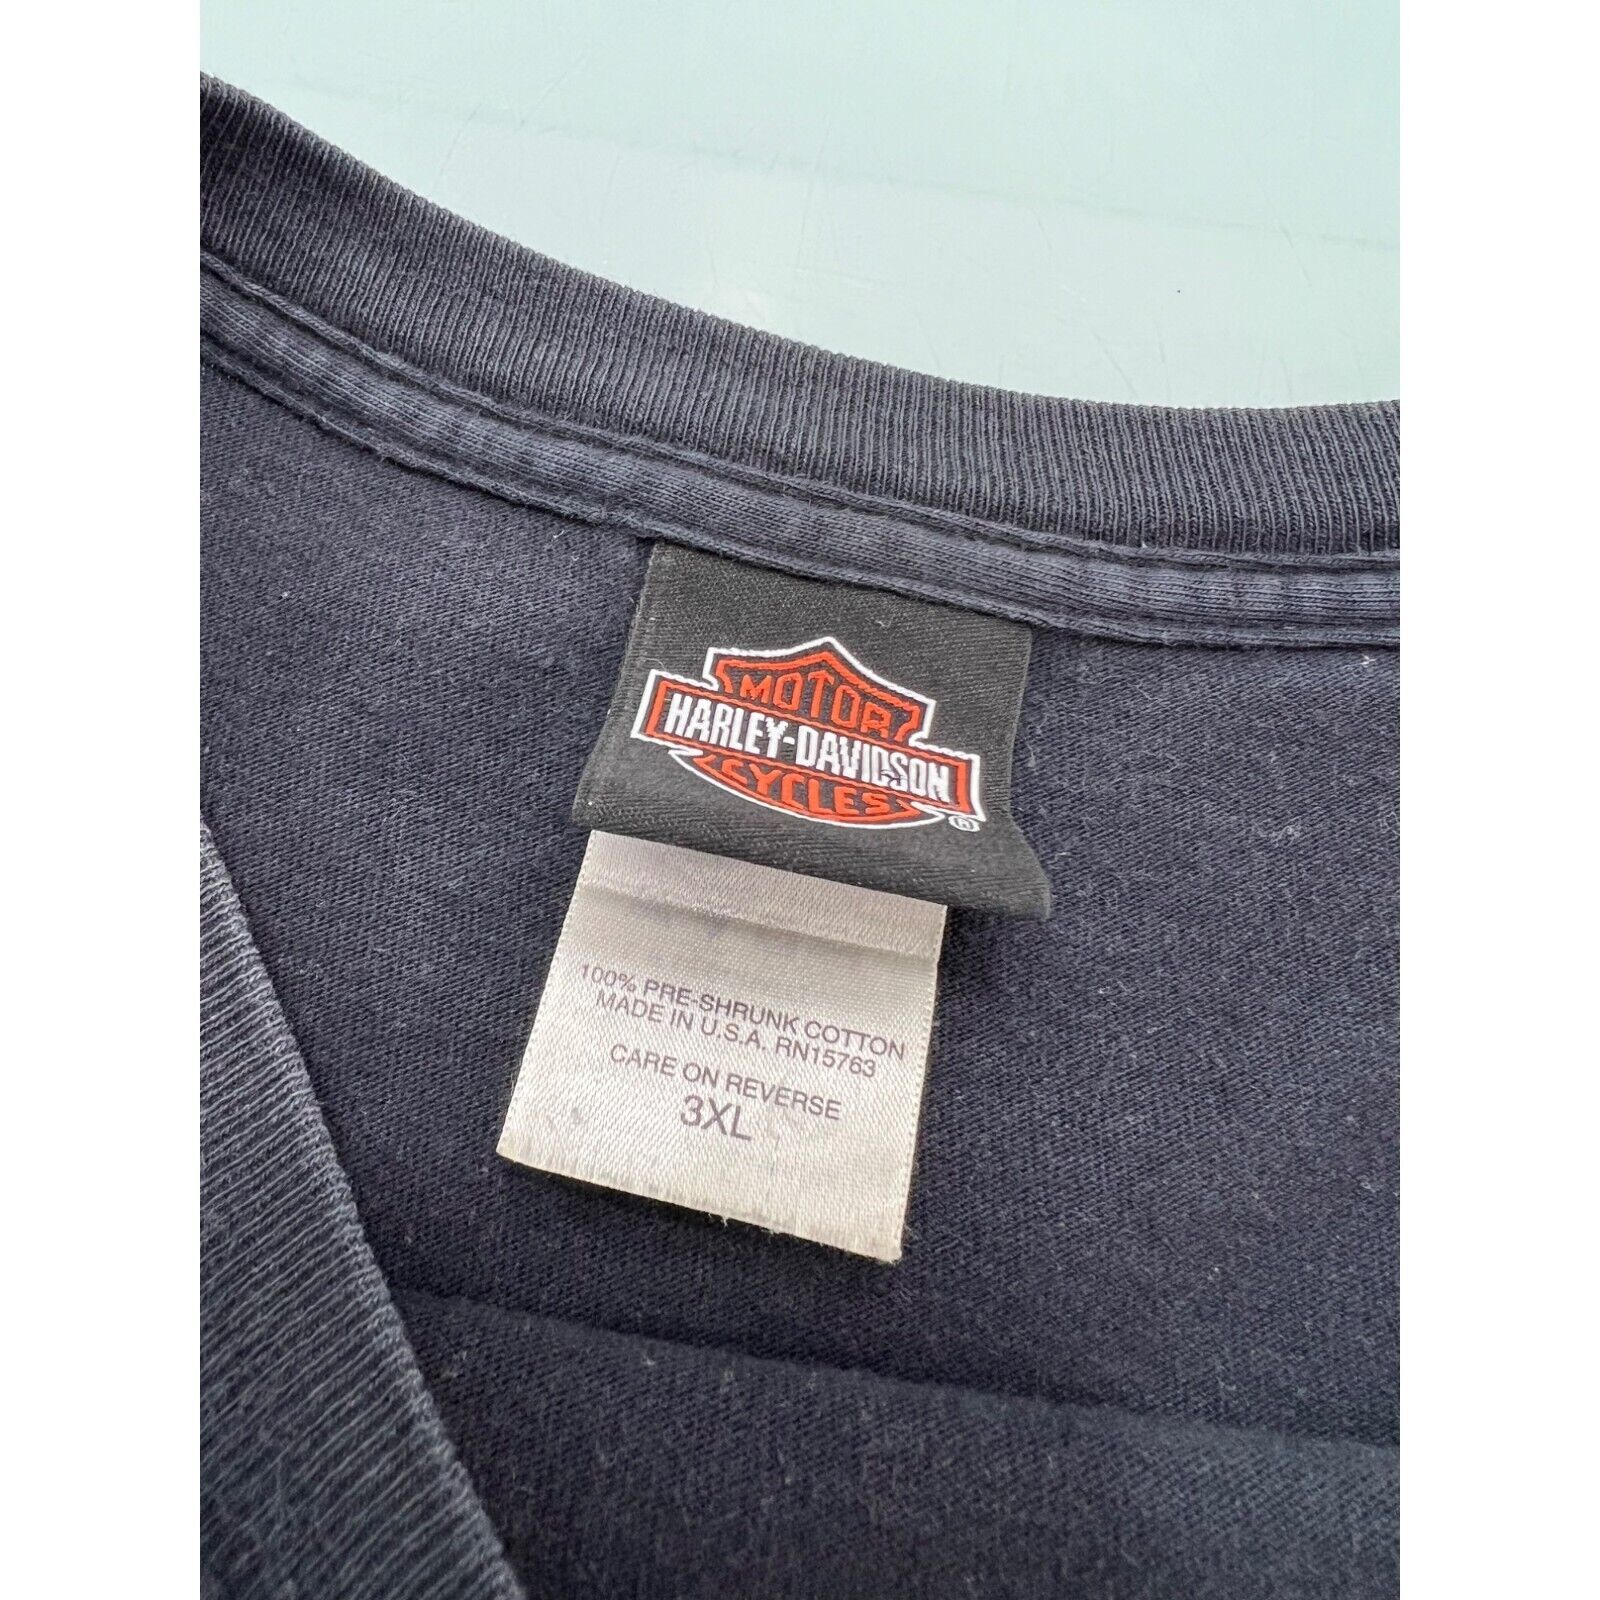 MOTOR
HARLEY-DAVIDSON
CYCLES
®
100% PRE-SHRUNK COTTON
MADE IN U.S.A. RN15763
CARE ON REVERSE
3XL